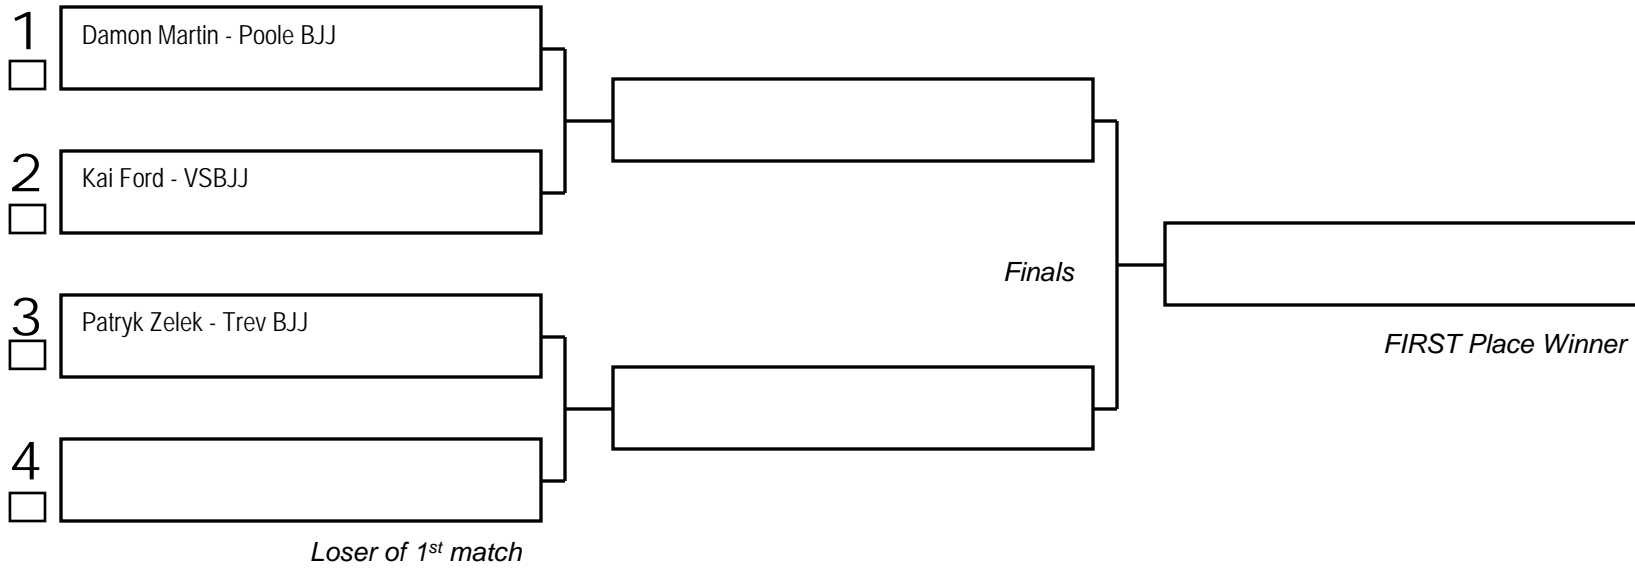 1
Damon Martin - Poole BJJ
2
Kai Ford - VSBJJ
3
Patryk Zelek - Trev BJJ
4
Loser of 1st match
Finals
FIRST Place Winner